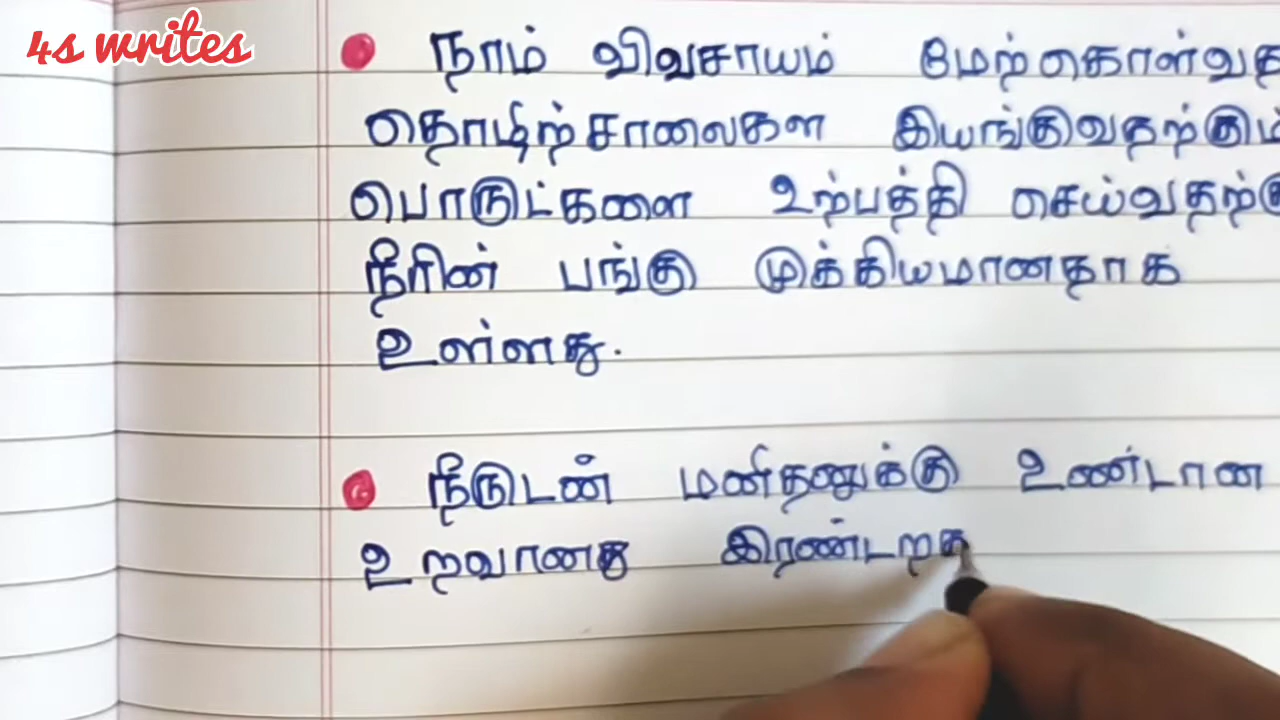 4s writes
நாம் விவசாயம் மேற்கொள்வத
தொழிற்சாலைகள இயங்குவதற்கும்
பொருட்களை உற்பத்தி செய்வதற்கு
நீரின் பங்கு முக்கியமானதாக
உள்ளது.
நீருடன் மனிதனுக்கு உண்டான
உறவானது இரண்டறக